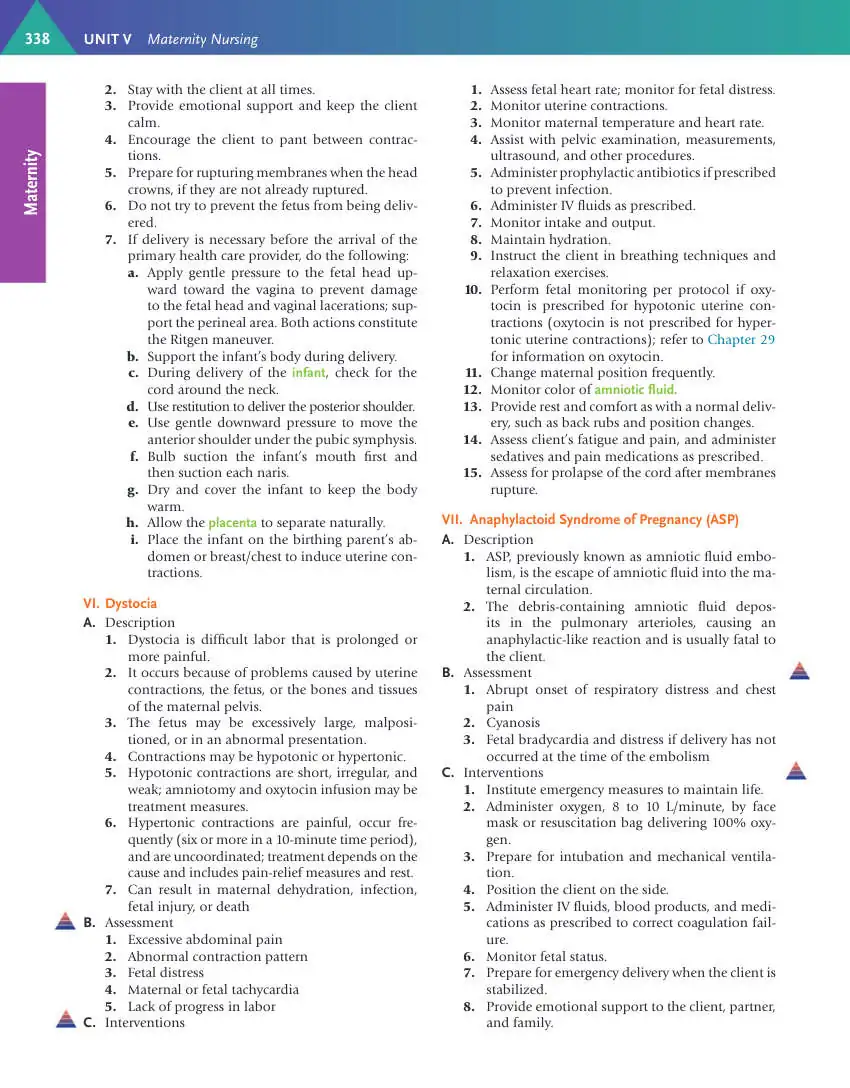 338
UNIT V Maternity Nursing
Maternity
2. Stay with the client at all times.
3. Provide emotional support and keep the client
calm.
4. Encourage the client to pant between contrac-
tions.
5. Prepare for rupturing membranes when the head
crowns, if they are not already ruptured.
6. Do not try to prevent the fetus from being deliv-
ered.
7. If delivery is necessary before the arrival of the
primary health care provider, do the following:
a. Apply gentle pressure to the fetal head up-
ward toward the vagina to prevent damage
to the fetal head and vaginal lacerations; sup-
port the perineal area. Both actions constitute
the Ritgen maneuver.
b. Support the infant's body during delivery.
c. During delivery of the infant, check for the
cord around the neck.
d. Use restitution to deliver the posterior shoulder.
e. Use gentle downward pressure to move the
anterior shoulder under the pubic symphysis.
f. Bulb suction the infant's mouth first and
then suction each naris.
g. Dry and cover the infant to keep the body
warm.
h. Allow the placenta to separate naturally.
i. Place the infant on the birthing parent's ab-
domen or breast/chest to induce uterine con-
tractions.
VI. Dystocia
A. Description
1. Dystocia is difficult labor that is prolonged or
more painful.
2. It occurs because of problems caused by uterine
contractions, the fetus, or the bones and tissues
of the maternal pelvis.
3. The fetus may be excessively large, malposi-
tioned, or in an abnormal presentation.
4. Contractions may be hypotonic or hypertonic.
5. Hypotonic contractions are short, irregular, and
weak; amniotomy and oxytocin infusion may be
treatment measures.
6. Hypertonic contractions are painful, occur fre-
quently (six or more in a 10-minute time period),
and are uncoordinated; treatment depends on the
cause and includes pain-relief measures and rest.
7. Can result in maternal dehydration, infection,
fetal injury, or death
B. Assessment
1. Excessive abdominal pain
2. Abnormal contraction pattern
3. Fetal distress
4. Maternal or fetal tachycardia
5. Lack of progress in labor
C. Interventions
1. Assess fetal heart rate; monitor for fetal distress.
2. Monitor uterine contractions.
3. Monitor maternal temperature and heart rate.
4. Assist with pelvic examination, measurements,
ultrasound, and other procedures.
5. Administer prophylactic antibiotics if prescribed
to prevent infection.
6. Administer IV fluids as prescribed.
7. Monitor intake and output.
8. Maintain hydration.
9. Instruct the client in breathing techniques and
relaxation exercises.
10. Perform fetal monitoring per protocol if oxy-
tocin is prescribed for hypotonic uterine con-
tractions (oxytocin is not prescribed for hyper-
tonic uterine contractions); refer to Chapter 29
for information on oxytocin.
11. Change maternal position frequently.
12. Monitor color of amniotic fluid.
13. Provide rest and comfort as with a normal deliv-
ery, such as back rubs and position changes.
14. Assess client's fatigue and pain, and administer
sedatives and pain medications as prescribed.
15. Assess for prolapse of the cord after membranes
rupture.
VII. Anaphylactoid Syndrome of Pregnancy (ASP)
A. Description
1. ASP, previously known as amniotic fluid embo-
lism, is the escape of amniotic fluid into the ma-
ternal circulation.
2. The debris-containing amniotic fluid depos-
its in the pulmonary arterioles, causing an
anaphylactic-like reaction and is usually fatal to
the client.
B. Assessment
1. Abrupt onset of respiratory distress and chest
pain
2. Cyanosis
3. Fetal bradycardia and distress if delivery has not
occurred at the time of the embolism
C. Interventions
1. Institute emergency measures to maintain life.
2. Administer oxygen, 8 to 10 L/minute, by face
mask or resuscitation bag delivering 100% oxy-
gen.
3. Prepare for intubation and mechanical ventila-
tion.
4. Position the client on the side.
5. Administer IV fluids, blood products, and medi-
cations as prescribed to correct coagulation fail-
ure.
6. Monitor fetal status.
7. Prepare for emergency delivery when the client is
stabilized.
8. Provide emotional support to the client, partner,
and family.